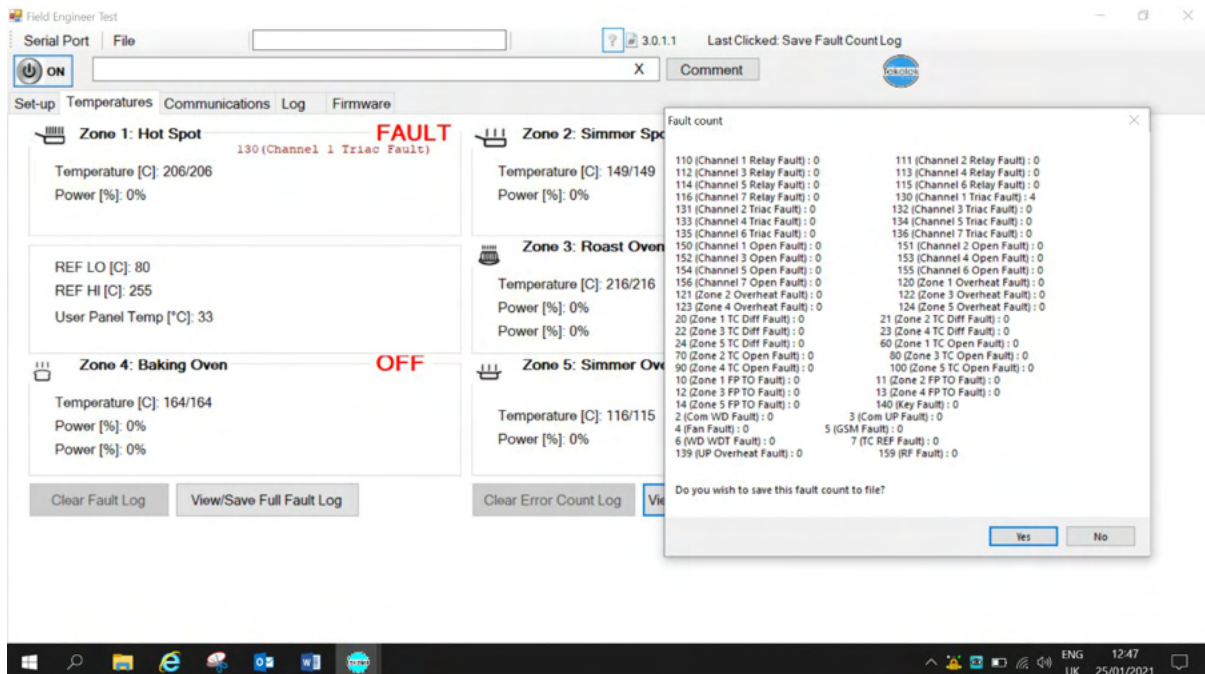 Field Engineer Test
Serial Port File 3.0.1.1 Last Clicked: Save Fault Count Log
ON X Comment Tokolok
Set-up Temperatures Communications Log Firmware
Zone 1: Hot Spot FAULT
130(Channel 1 Triac Fault)
Temperature [C]: 206/206
Power [%]: 0%
Zone 2: Simmer Spo
Temperature [C]: 149/149
Power [%]: 0%
REF LO [C]: 80
REF HI [C]: 255
User Panel Temp [°C]: 33
Zone 3: Roast Oven
Temperature [C]: 216/216
Power [%]: 0%
Power [%]: 0%
Zone 4: Baking Oven OFF
Temperature [C]: 164/164
Power [%]: 0%
Power [%]: 0%
Zone 5: Simmer Ove
Temperature [C]: 116/115
Power [%]: 0%
Clear Fault Log View/Save Full Fault Log Clear Error Count Log Vie
Fault count
110 (Channel 1 Relay Fault) : 0 111 (Channel 2 Relay Fault) : 0
112 (Channel 3 Relay Fault) : 0 113 (Channel 4 Relay Fault) : 0
114 (Channel 5 Relay Fault) : 0 115 (Channel 6 Relay Fault) : 0
116 (Channel 7 Relay Fault) : 0 130 (Channel 1 Triac Fault) : 4
131 (Channel 2 Triac Fault) : 0 132 (Channel 3 Triac Fault) : 0
133 (Channel 4 Triac Fault) : 0 134 (Channel 5 Triac Fault) : 0
135 (Channel 6 Triac Fault) : 0 136 (Channel 7 Triac Fault) : 0
150 (Channel 1 Open Fault) : 0 151 (Channel 2 Open Fault) : 0
152 (Channel 3 Open Fault) : 0 153 (Channel 4 Open Fault) : 0
154 (Channel 5 Open Fault) : 0 155 (Channel 6 Open Fault) : 0
156 (Channel 7 Open Fault) : 0 120 (Zone 1 Overheat Fault) : 0
121 (Zone 2 Overheat Fault) : 0 122 (Zone 3 Overheat Fault) : 0
123 (Zone 4 Overheat Fault) : 0 124 (Zone 5 Overheat Fault) : 0
20 (Zone 1 TC Diff Fault) : 0 21 (Zone 2 TC Diff Fault) : 0
22 (Zone 3 TC Diff Fault) : 0 23 (Zone 4 TC Diff Fault) : 0
24 (Zone 5 TC Diff Fault) : 0 60 (Zone 1 TC Open Fault) : 0
70 (Zone 2 TC Open Fault) : 0 80 (Zone 3 TC Open Fault) : 0
90 (Zone 4 TC Open Fault) : 0 100 (Zone 5 TC Open Fault) : 0
10 (Zone 1 FP TO Fault) : 0 11 (Zone 2 FP TO Fault) : 0
12 (Zone 3 FP TO Fault) : 0 13 (Zone 4 FP TO Fault) : 0
14 (Zone 5 FP TO Fault) : 0 140 (Key Fault) : 0
2 (Com WD Fault) : 0 3 (Com UP Fault) : 0
4 (Fan Fault) : 0 5 (GSM Fault) : 0
6 (WD WDT Fault) : 0 7 (TC REF Fault) : 0
139 (UP Overheat Fault) : 0 159 (RF Fault) : 0
Do you wish to save this fault count to file?
Yes No
ENG 12:47
UK 25/01/2021